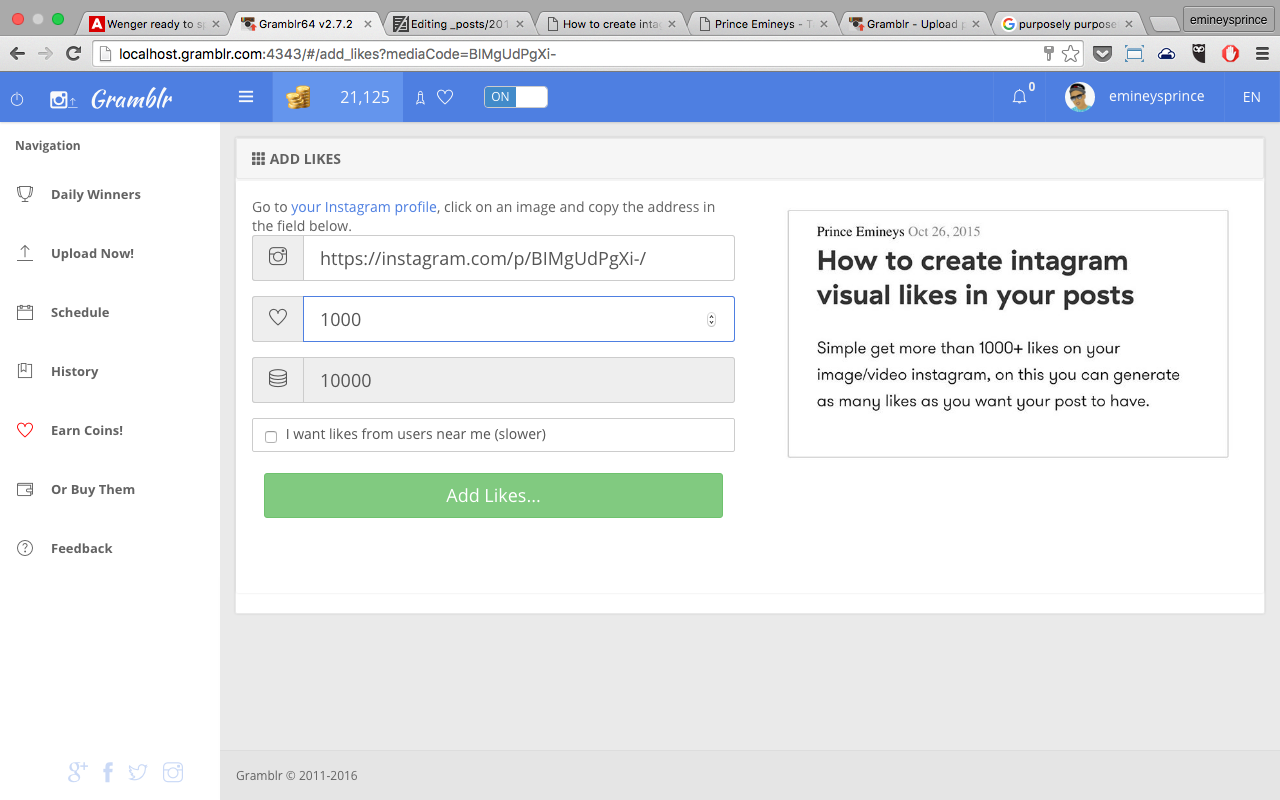 Wenger ready to sp
Gramblr64 v2.7.2
Editing _posts/201
How to create intag
Prince Emineys - T
Gramblr - Upload p
purposely purpose
emineysprince
localhost.gramblr.com:4343/#/add_likes?mediaCode=BIMgUdPgXi-
Gramblr
21,125
ON
0
emineysprince
EN
Navigation
Daily Winners
Upload Now!
Schedule
History
Earn Coins!
Or Buy Them
Feedback
ADD LIKES
Go to your Instagram profile, click on an image and copy the address in
the field below.
https://instagram.com/p/BIMgUdPgXi-/
1000
10000
I want likes from users near me (slower)
Add Likes...
Prince Emineys Oct 26, 2015
How to create intagram
visual likes in your posts
Simple get more than 1000+ likes on your
image/video instagram, on this you can generate
as many likes as you want your post to have.
Gramblr © 2011-2016